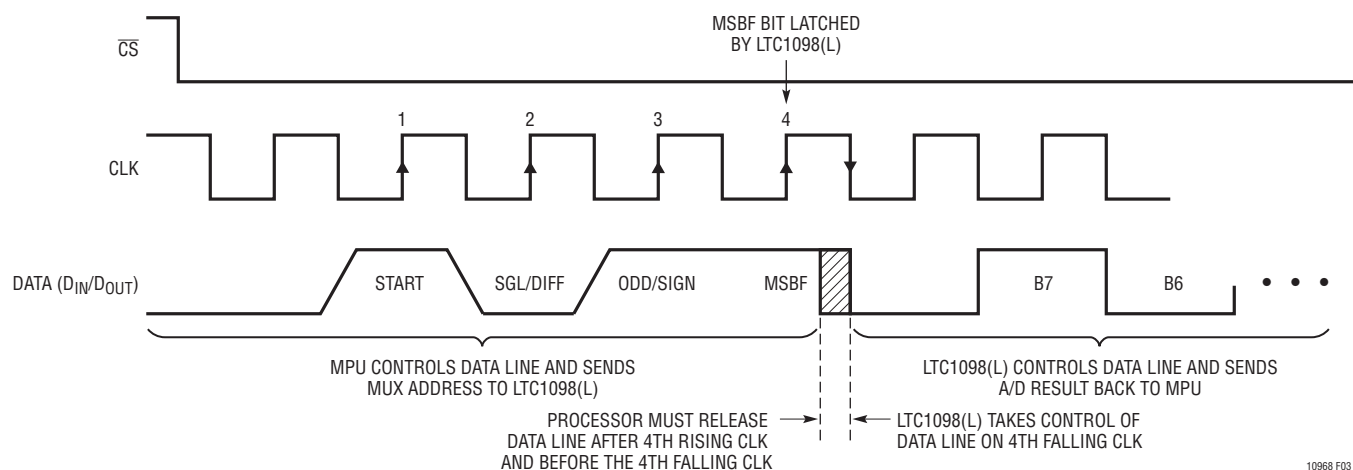 MSBF BIT LATCHED
BY LTC1098(L)
CS
1 2 3 4
CLK
DATA (DIN/DOUT)
START SGL/DIFF ODD/SIGN MSBF B7 B6 • • •
MPU CONTROLS DATA LINE AND SENDS
MUX ADDRESS TO LTC1098(L)
LTC1098(L) CONTROLS DATA LINE AND SENDS
A/D RESULT BACK TO MPU
PROCESSOR MUST RELEASE
DATA LINE AFTER 4TH RISING CLK
AND BEFORE THE 4TH FALLING CLK
LTC1098(L) TAKES CONTROL OF
DATA LINE ON 4TH FALLING CLK
10968 F03